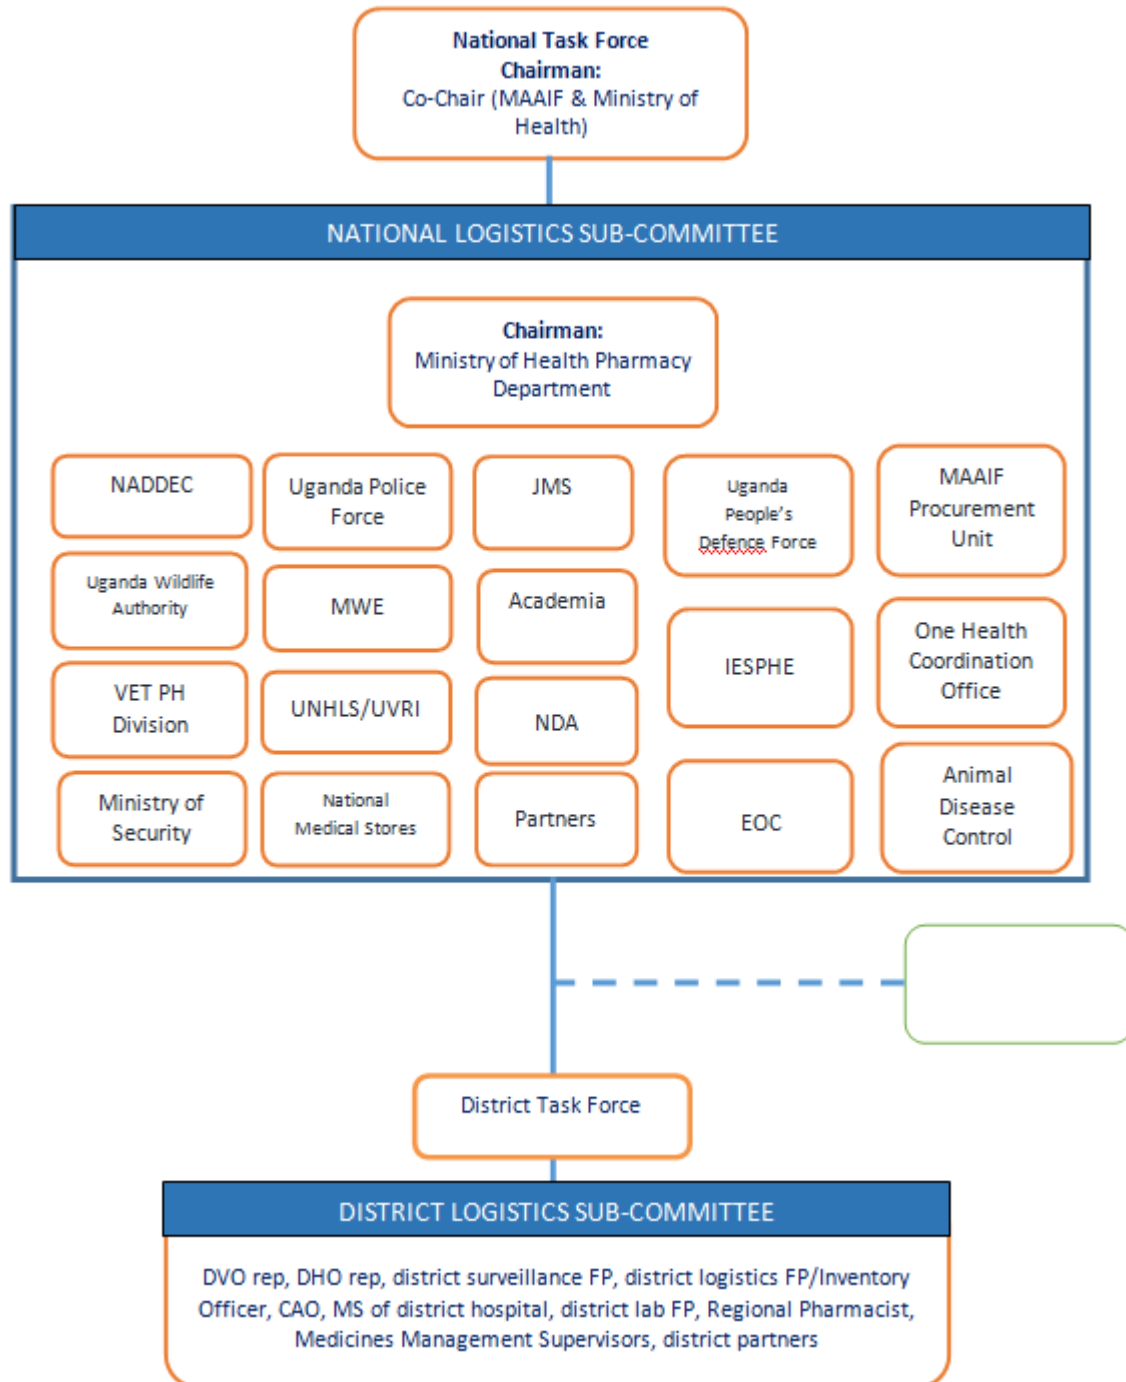 National Task Force
Chairman:
Co-Chair (MAAIF & Ministry of
Health)
NATIONAL LOGISTICS SUB-COMMITTEE
Chairman:
Ministry of Health Pharmacy
Department
NADDEC
Uganda Police
Force
JMS
Uganda
People's
Defence Force
MAAIF
Procurement
Unit
Uganda Wildlife
Authority
MWE
Academia
IESPHE
One Health
Coordination
Office
VET PH
Division
UNHLS/UVRI
NDA
Ministry of
Security
National
Medical Stores
Partners
EOC
Animal
Disease
Control
District Task Force
DISTRICT LOGISTICS SUB-COMMITTEE
DVO rep, DHO rep, district surveillance FP, district logistics FP/Inventory
Officer, CAO, MS of district hospital, district lab FP, Regional Pharmacist,
Medicines Management Supervisors, district partners